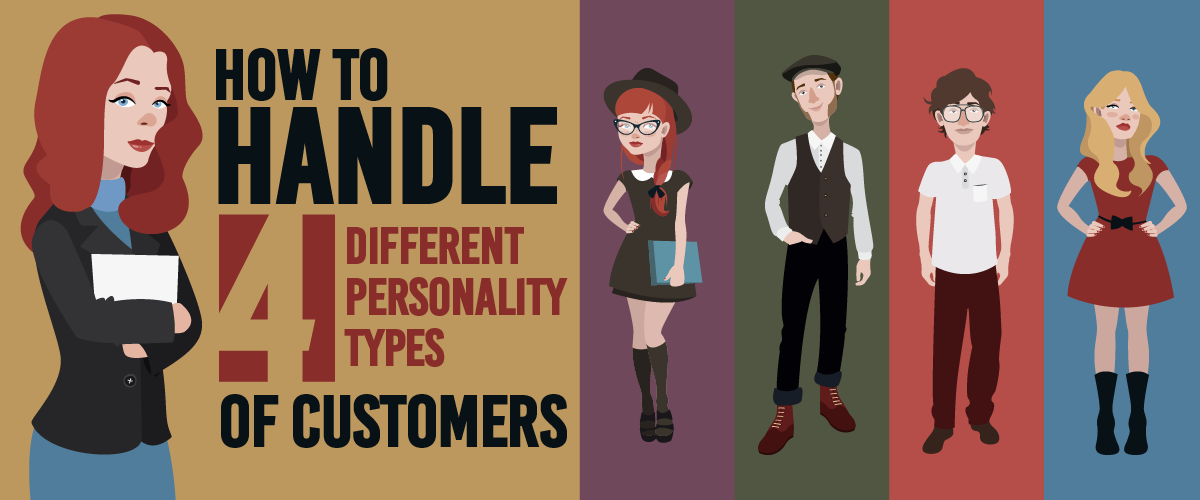 HOW TO
HANDLE
4
DIFFERENT
PERSONALITY
TYPES
OF CUSTOMERS